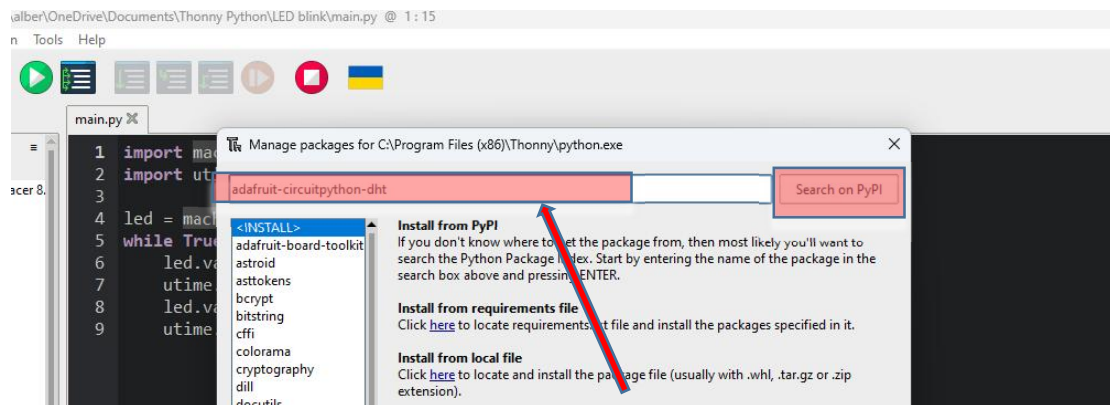 \alber\OneDrive\Documents\Thonny Python\LED blink\main.py @ 1:15
n Tools Help
main.py
acer 8.
1 import mac
2 import ut
3
4 led = mach
5 while True
6 led.va
7 utime.
8 led.va
9 utime.
Manage packages for C:\Program Files (x86)\Thonny\python.exe
adafruit-circuitpython-dht
Search on PyPI
<INSTALL>
adafruit-board-toolkit
astroid
asttokens
bcrypt
bitstring
cffi
colorama
cryptography
dill
docutils
Install from PyPI
If you don't know where to get the package from, then most likely you'll want to
search the Python Package Index. Start by entering the name of the package in the
search box above and pressing ENTER.
Install from requirements file
Click here to locate requirements.txt file and install the packages specified in it.
Install from local file
Click here to locate and install the package file (usually with .whl, .tar.gz or .zip
extension).